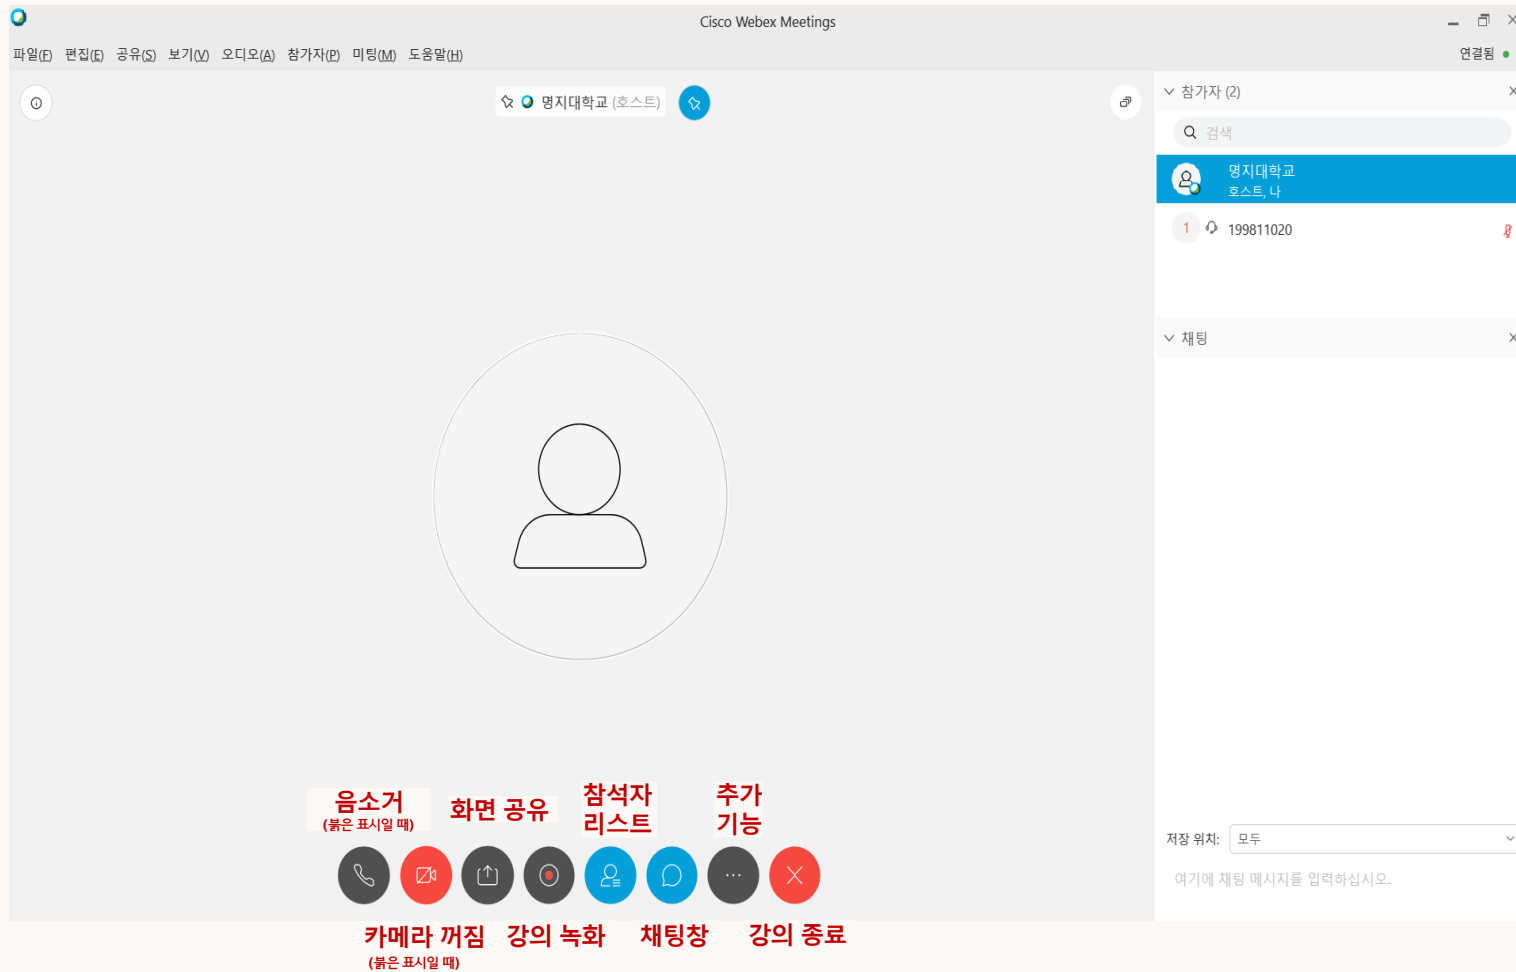 Cisco Webex Meetings
파일(F) 편집(E) 공유(S) 보기(V) 오디오(A) 참가자(P) 미팅(M) 도움말(H)
연결됨
명지대학교 (호스트)
참가자 (2)
검색
명지대학교
호스트, 나
1 199811020
채팅
음소거
(붉은 표시일 때)
화면 공유
참석자
리스트
추가
기능
저장 위치: 모두
여기에 채팅 메시지를 입력하십시오.
카메라 꺼짐
(붉은 표시일 때)
강의 녹화
채팅창
강의 종료